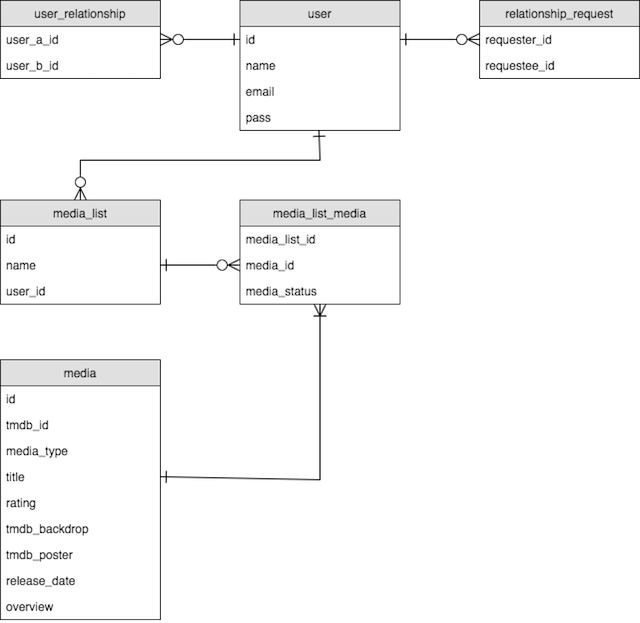 user_relationship
user_a_id
user_b_id
user
id
name
email
pass
relationship_request
requester_id
requestee_id
media_list
id
name
user_id
media_list_media
media_list_id
media_id
media_status
media
id
tmdb_id
media_type
title
rating
tmdb_backdrop
tmdb_poster
release_date
overview